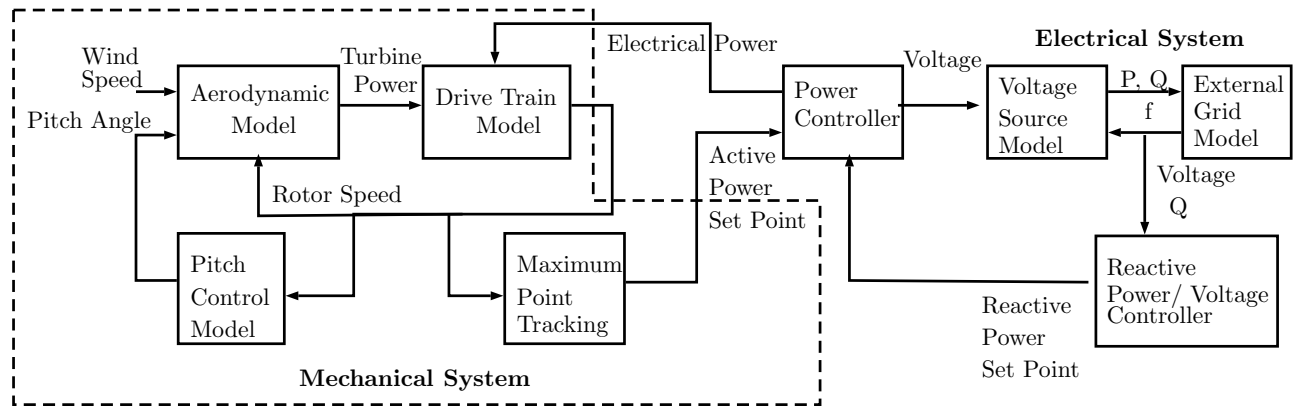 Electrical Power
Electrical System
Wind
Speed
Turbine
Power
Voltage
Aerodynamic
Model
Drive Train
Model
Power
Controller
Voltage
Source
Model
P, Q
f
External
Grid
Model
Pitch Angle
Active
Power
Set Point
Voltage
Q
Rotor Speed
Pitch
Control
Model
Maximum
Point
Tracking
Reactive
Power/ Voltage
Controller
Reactive
Power
Set Point
Mechanical System